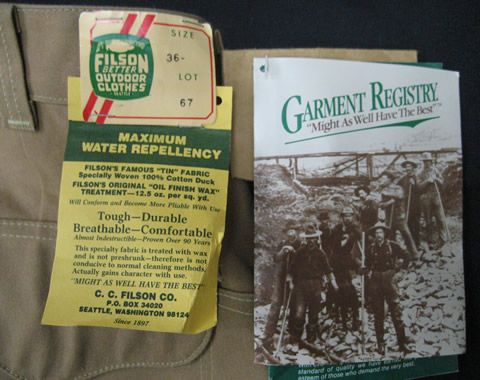 SIZE
FILSON
BETTER
OUTDOOR
CLOTHES
SEATTLE
36-
LOT
67
MAXIMUM
WATER REPELLENCY
FILSON'S FAMOUS "TIN" FABRIC
Specially Woven 100% Cotton Duck
FILSON'S ORIGINAL "OIL FINISH WAX"
TREATMENT—12.5 oz. per sq. yd.
Will Conform and Become More Pliable With Use
Tough—Durable
Breathable—Comfortable
Almost Indestructible—Proven Over 90 Years
This specialty fabric is treated with wax
and is not preshrunk—therefore is not
conducive to normal cleaning methods.
Actually gains character with use.
"MIGHT AS WELL HAVE THE BEST"
C. C. FILSON CO.
P.O. BOX 34020
SEATTLE, WASHINGTON 98124
Since 1897
GARMENT REGISTRY.
"Might As Well Have The Best"™
standard of quality we have
esteem of those who demand the very best.